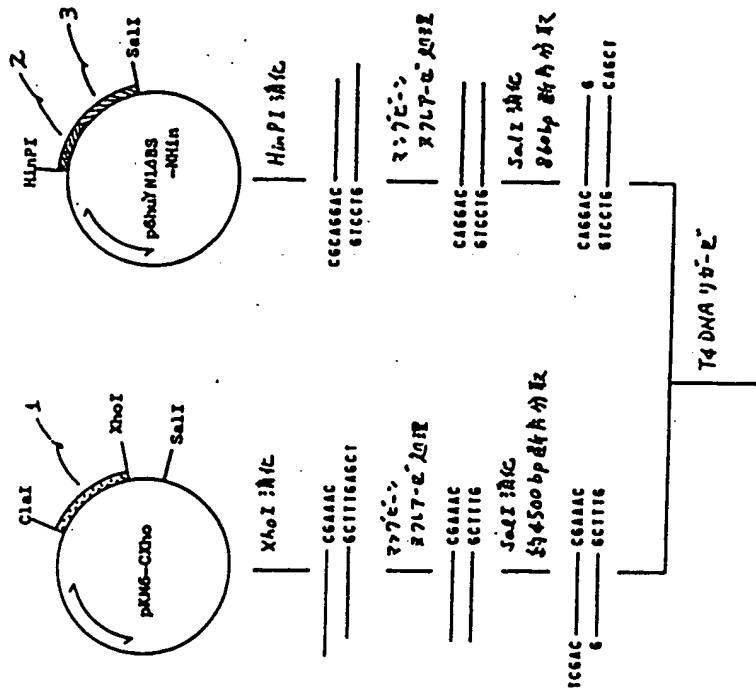 1
ClaI
XhoI
SalI
pKM6-CXho
XhoI 消化
CGAAAC
GCTTTGAGCT
マングビーン
ヌクレアーゼ 処理
CGAAAC
GCTTTG
SalI 消化
約4500bp 断片分取
TCGAC CGAAAC
G GCTTTG
2
3
HinPI
SalI
p6huγN1ΔBS
-NHin
HinPI 消化
CGCAGGAC
GTCCTG
マングビーン
ヌクレアーゼ 処理
CAGGAC
GTCCTG
SalI 消化
860bp 断片分取
CAGGAC G
GTCCTG CAGCT
T4 DNA リガーゼ